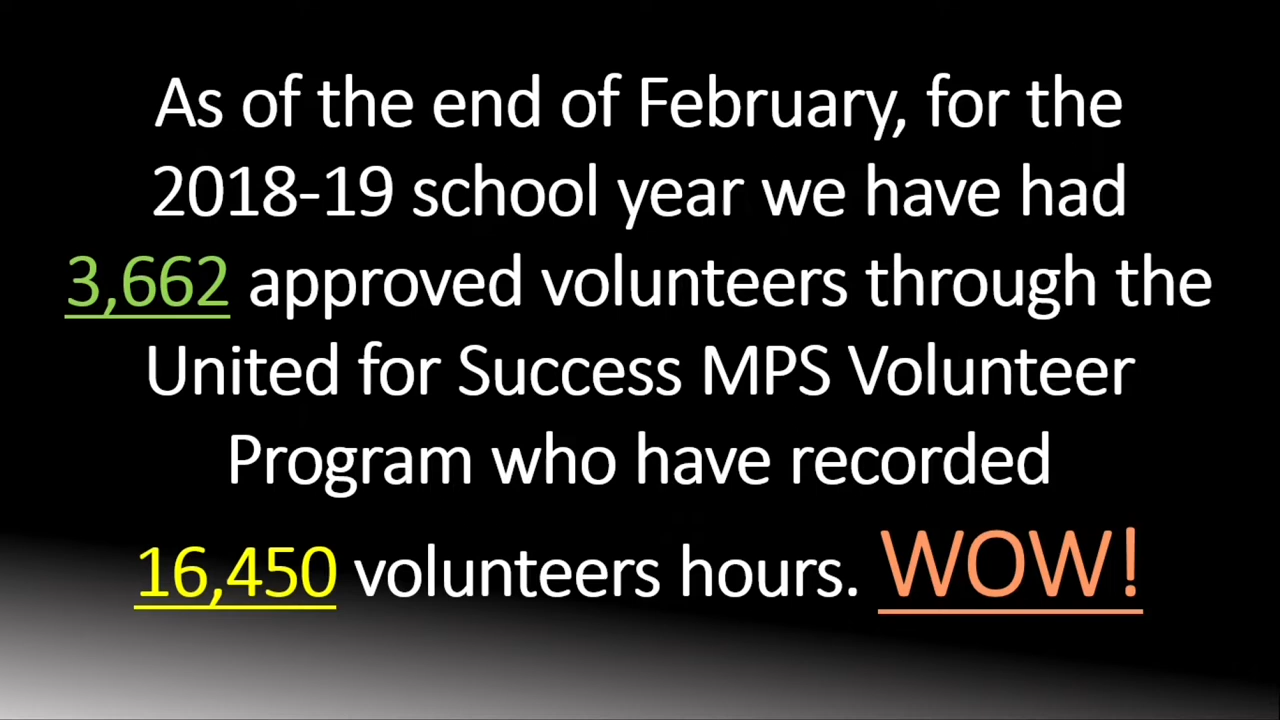 As of the end of February, for the
2018-19 school year we have had
3,662 approved volunteers through the
United for Success MPS Volunteer
Program who have recorded
16,450 volunteers hours. WOW!